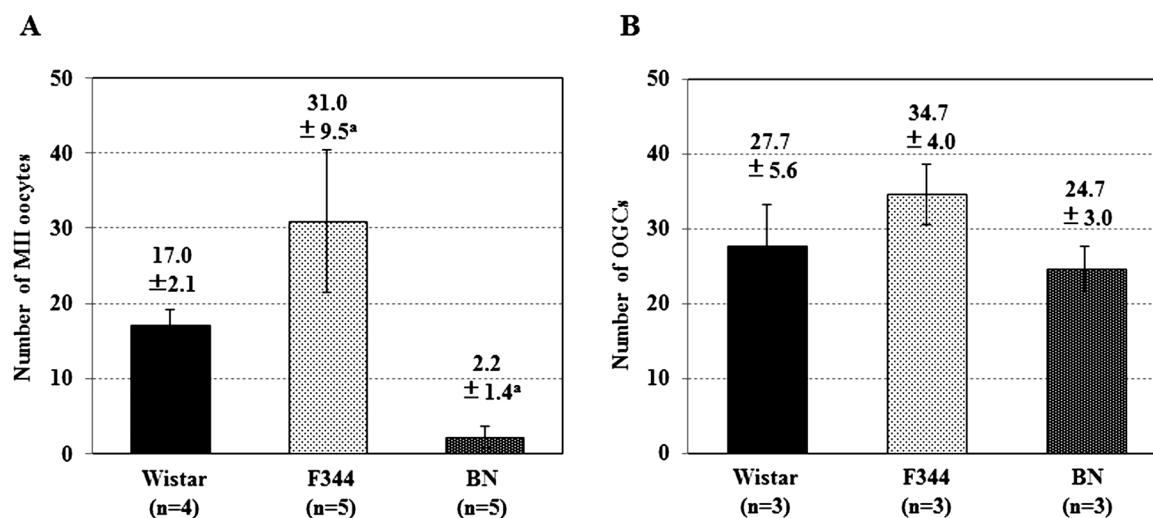 A
Number of MII oocytes
50
40
30
20
10
0
17.0
±2.1
31.0
± 9.5ᵃ
2.2
± 1.4ᵃ
Wistar
(n=4)
F344
(n=5)
BN
(n=5)
B
Number of OGCs
50
40
30
20
10
0
27.7
± 5.6
34.7
± 4.0
24.7
± 3.0
Wistar
(n=3)
F344
(n=3)
BN
(n=3)